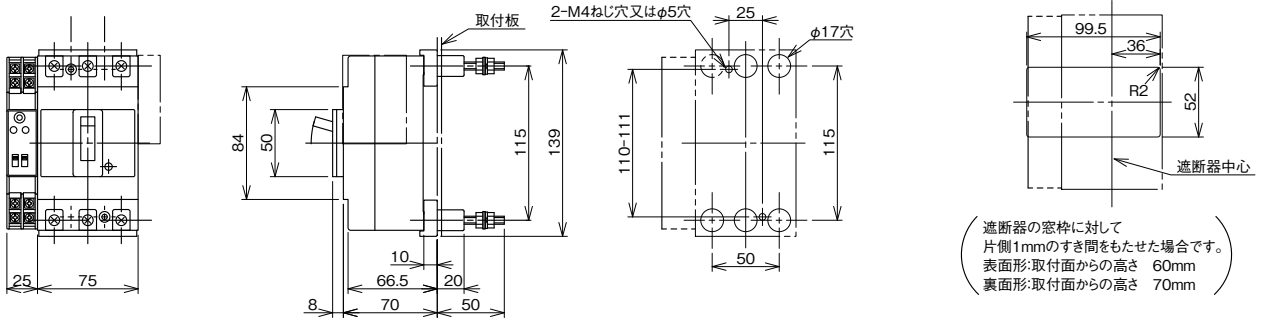 25
75
取付板
84
50
115
139
10
66.5
20
8
70
50
2-M4ねじ穴又はφ5穴
25
φ17穴
110-111
115
50
99.5
36
R2
52
遮断器中心
遮断器の窓枠に対して
片側1mmのすき間をもたせた場合です。
表面形:取付面からの高さ 60mm
裏面形:取付面からの高さ 70mm